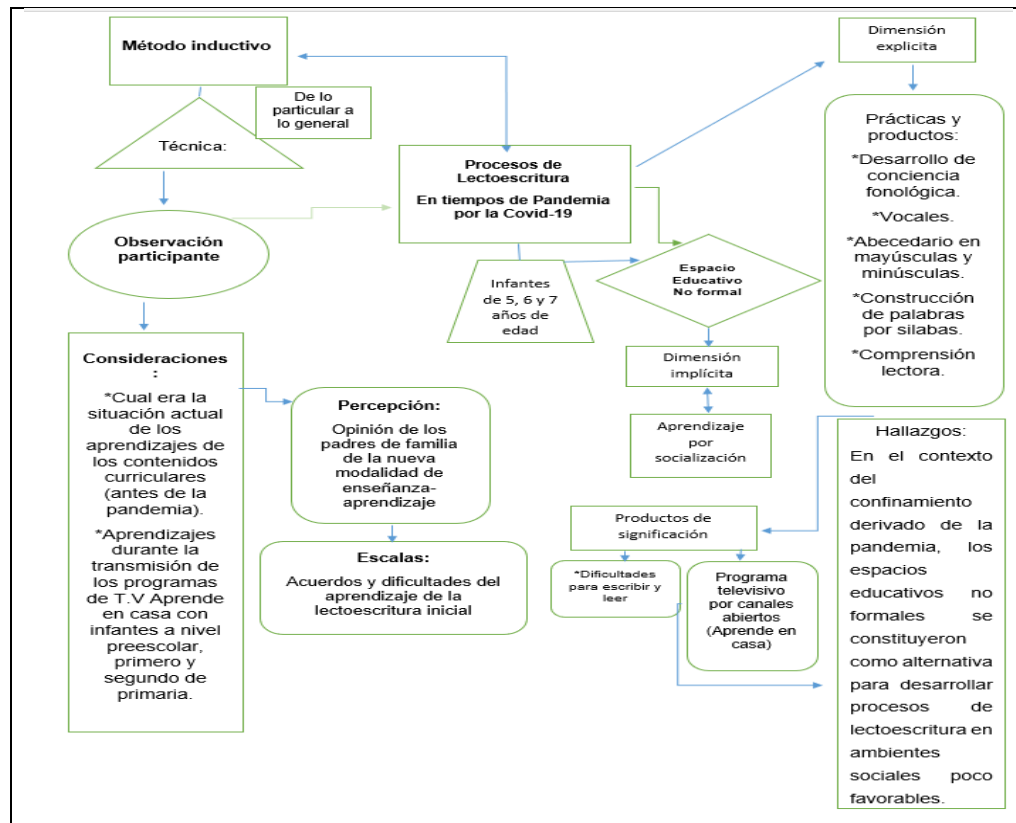 Método inductivo
De lo
particular a
lo general
Técnica:
Observación
participante
Consideraciones
:
*Cual era la
situación actual
de los
aprendizajes de
los contenidos
curriculares
(antes de la
pandemia).
*Aprendizajes
durante la
transmisión de
los programas
de T.V Aprende
en casa con
infantes a nivel
preescolar,
primero y
segundo de
primaria.
Percepción:
Opinión de los
padres de familia
de la nueva
modalidad de
enseñanza-
aprendizaje
Escalas:
Acuerdos y dificultades del
aprendizaje de la
lectoescritura inicial
Procesos de
Lectoescritura
En tiempos de Pandemia
por la Covid-19
Infantes
de 5, 6 y 7
años de
edad
Espacio
Educativo
No formal
Dimensión
implícita
Aprendizaje por
socialización
Dimensión
explicita
Prácticas y
productos:
*Desarrollo de
conciencia
fonológica.
*Vocales.
*Abecedario en
mayúsculas y
minúsculas.
*Construcción
de palabras
por silabas.
*Comprensión
lectora.
Productos de
significación
*Dificultades
para escribir y
leer
Programa
televisivo
por canales
abiertos
(Aprende en
casa)
Hallazgos:
En el contexto
del
confinamiento
derivado de la
pandemia, los
espacios
educativos no
formales se
constituyeron
como alternativa
para desarrollar
procesos de
lectoescritura en
ambientes
sociales poco
favorables.